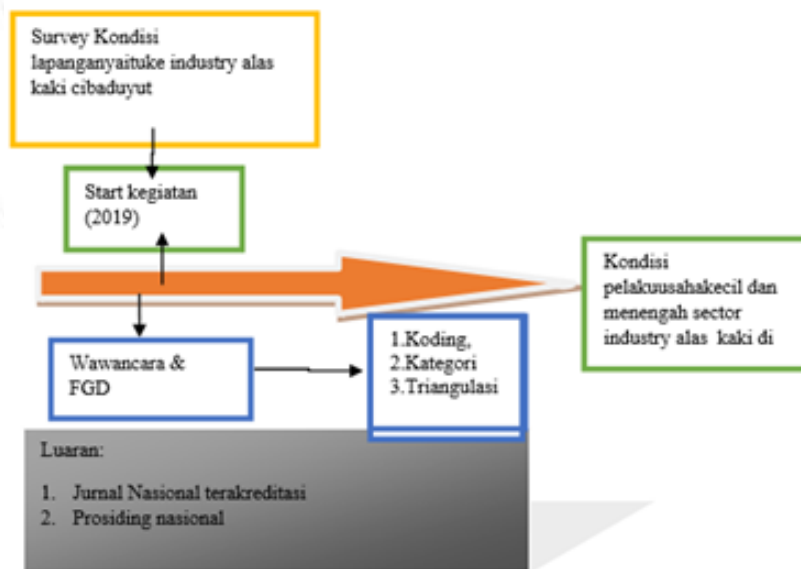 Survey Kondisi
lapanganyaituke industry alas
kaki cibaduyut
Start kegiatan
(2019)
Kondisi
pelakuusahakecil dan
menengah sector
industry alas kaki di
Wawancara &
FGD
1.Koding,
2.Kategori
3.Triangulasi
Luaran:
1. Jurnal Nasional terakreditasi
2. Prosiding nasional